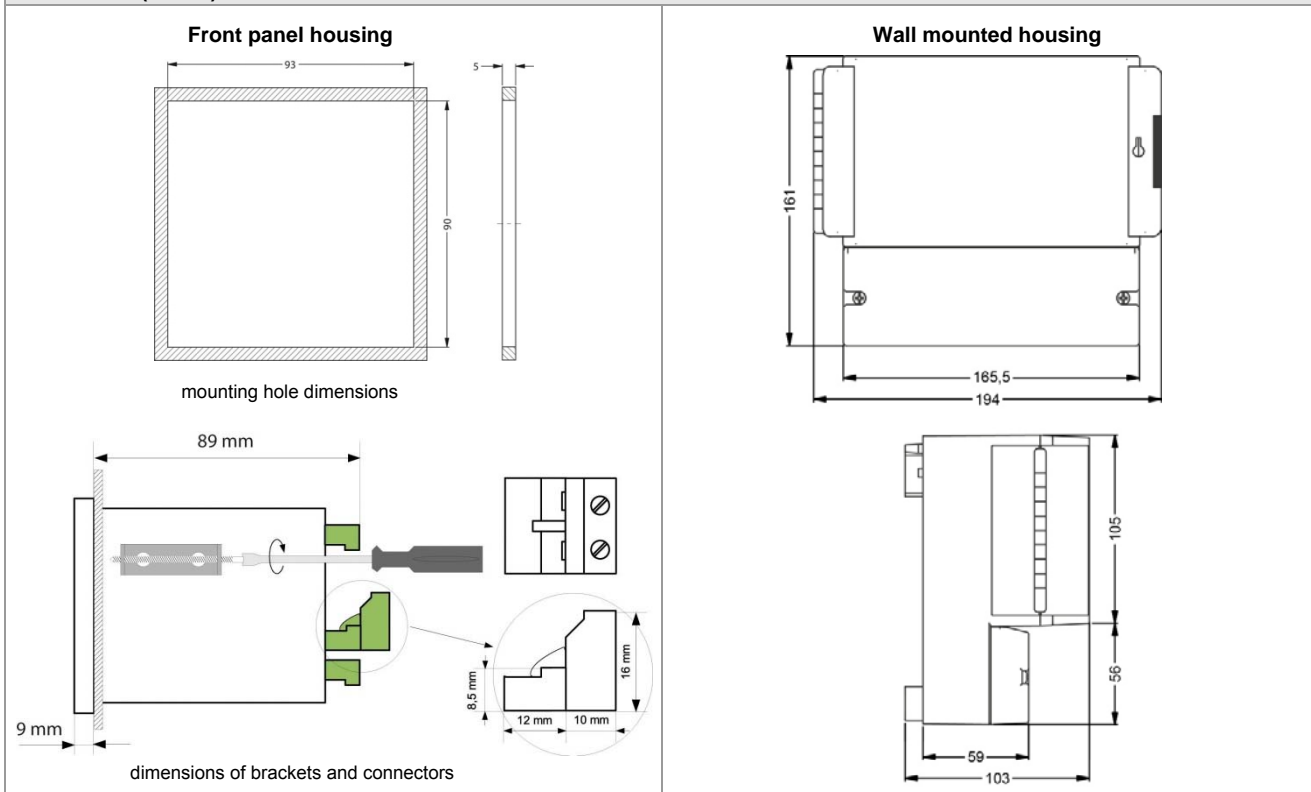 Front panel housing
93
5
90
mounting hole dimensions
89 mm
16 mm
8,5 mm
12 mm
10 mm
9 mm
dimensions of brackets and connectors
Wall mounted housing
161
165,5
194
105
56
59
103